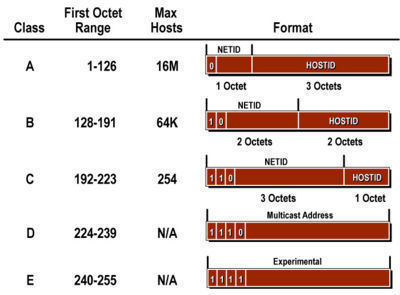 Class First Octet Range Max Hosts Format
NETID
A 1-126 16M 0 HOSTID
1 Octet 3 Octets
NETID
B 128-191 64K 1 0 HOSTID
2 Octets 2 Octets
NETID
C 192-223 254 1 1 0 HOSTID
3 Octets 1 Octet
Multicast Address
D 224-239 N/A 1 1 1 0
Experimental
E 240-255 N/A 1 1 1 1